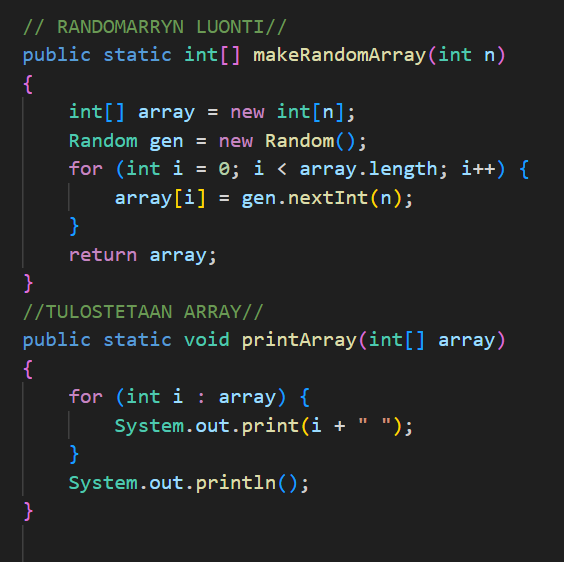 // RANDOMARRYN LUONTI//
public static int[] makeRandomArray(int n)
{
    int[] array = new int[n];
    Random gen = new Random();
    for (int i = 0; i < array.length; i++) {
        array[i] = gen.nextInt(n);
    }
    return array;
}
//TULOSTETAAN ARRAY//
public static void printArray(int[] array)
{
    for (int i : array) {
        System.out.print(i + " ");
    }
    System.out.println();
}